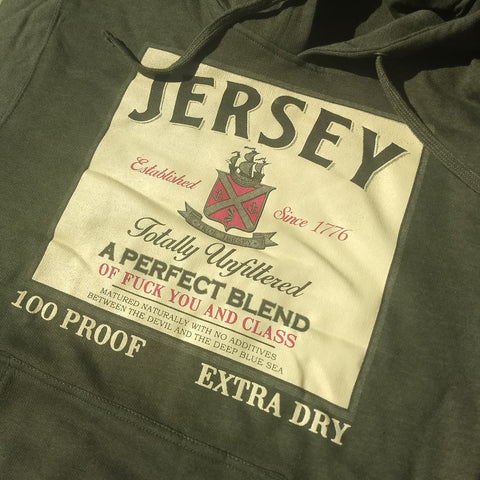 JERSEY
Established
Since 1776
Totally Unfiltered
A PERFECT BLEND
OF FUCK YOU AND CLASS
MATURED NATURALLY WITH NO ADDITIVES
BETWEEN THE DEVIL AND THE DEEP BLUE SEA
100 PROOF
EXTRA DRY